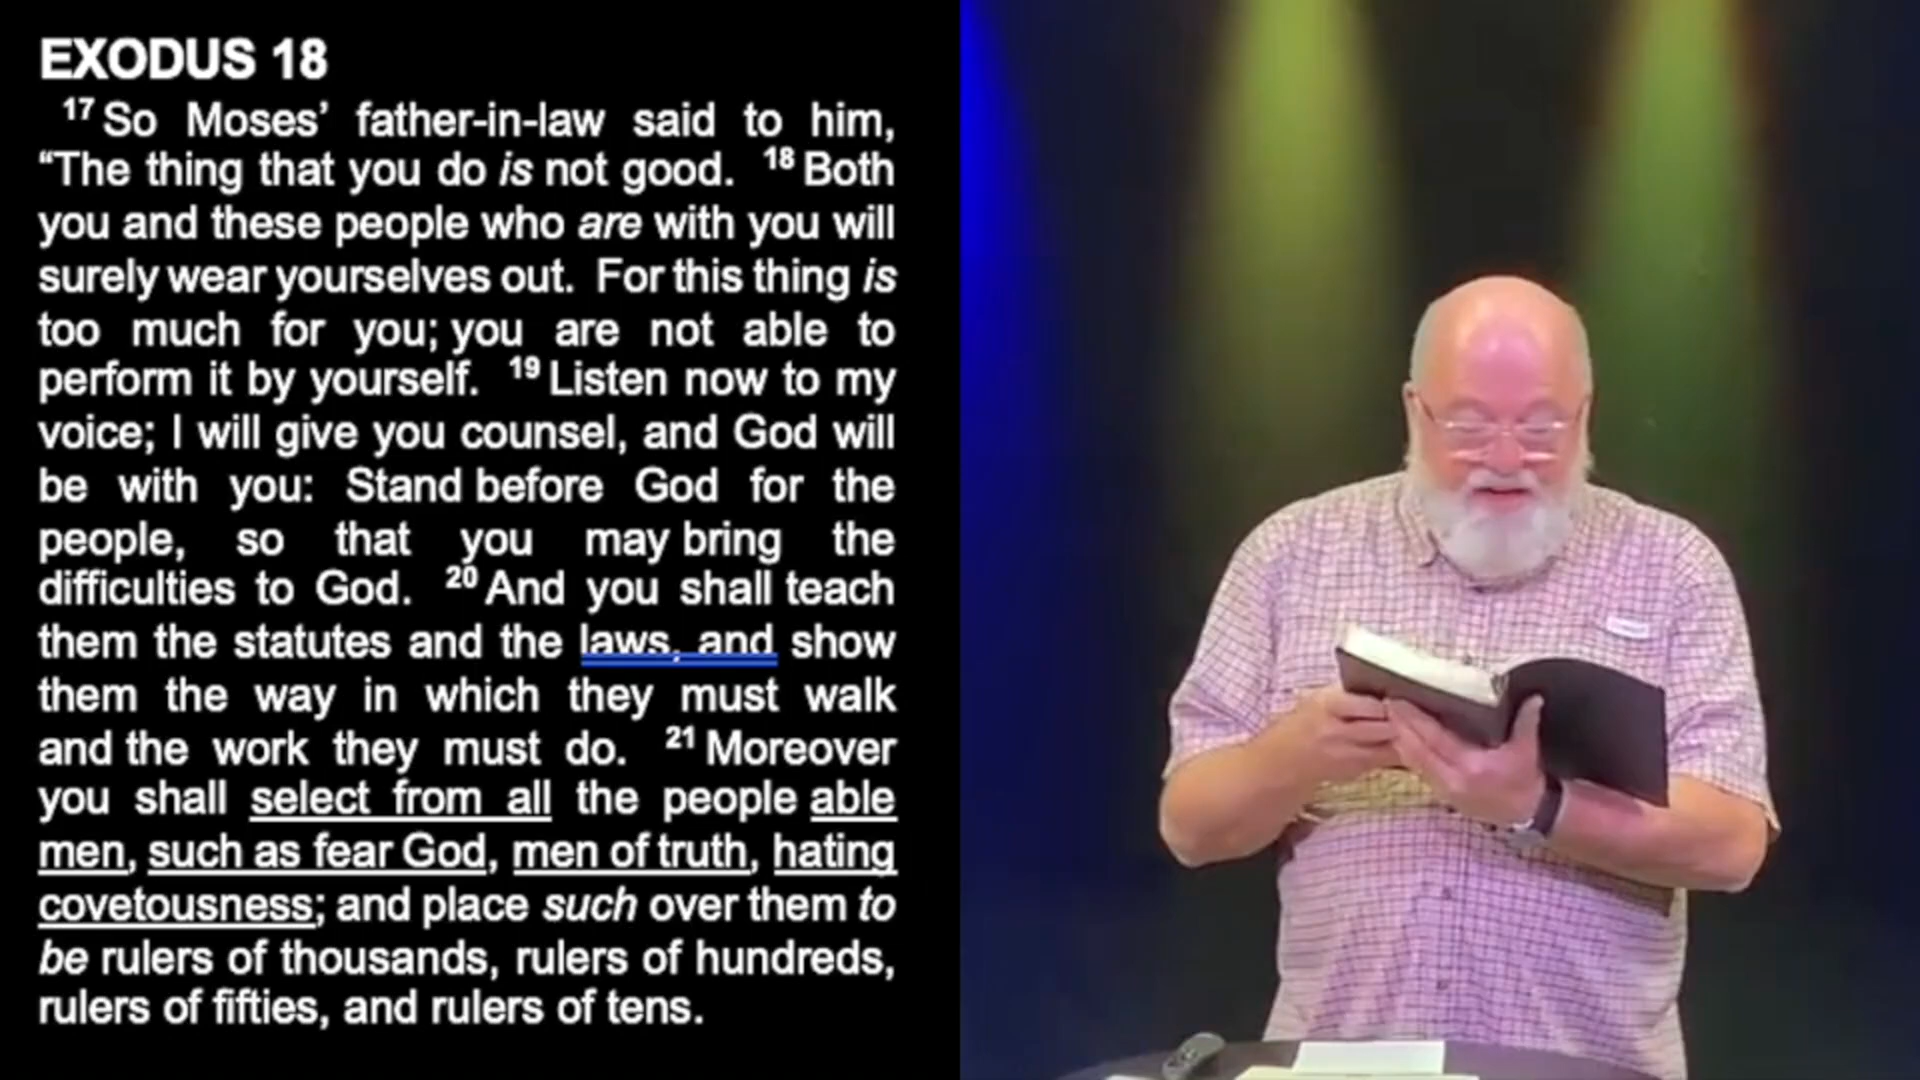 EXODUS 18
17 So Moses’ father-in-law said to him,
“The thing that you do is not good. 18 Both
you and these people who are with you will
surely wear yourselves out. For this thing is
too much for you; you are not able to
perform it by yourself. 19 Listen now to my
voice; I will give you counsel, and God will
be with you: Stand before God for the
people, so that you may bring the
difficulties to God. 20 And you shall teach
them the statutes and the laws, and show
them the way in which they must walk
and the work they must do. 21 Moreover
you shall select from all the people able
men, such as fear God, men of truth, hating
covetousness; and place such over them to
be rulers of thousands, rulers of hundreds,
rulers of fifties, and rulers of tens.